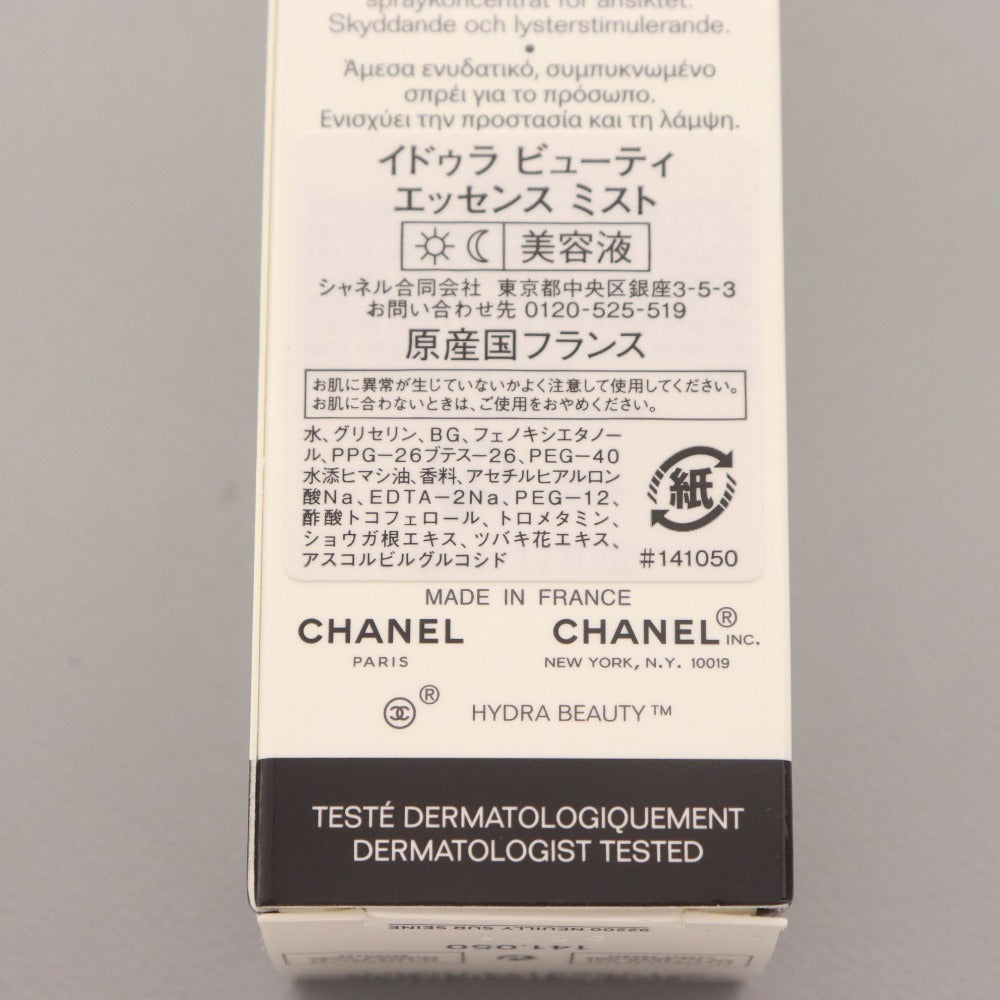 spraykoncentrat för ansiktet.
Skyddande och lysterstimulerande.
•
Άμεσα ενυδατικό, συμπυκνωμένο
σπρέι για το πρόσωπο.
Ενισχύει την προστασία και τη λάμψη.
イドゥラ ビューティ
エッセンス ミスト
美容液
シャネル合同会社 東京都中央区銀座3-5-3
お問い合わせ先 0120-525-519
原産国フランス
お肌に異常が生じていないかよく注意して使用してください。
お肌に合わないときは、ご使用をおやめください。
水、グリセリン、BG、フェノキシエタノー
ル、PPG-26ブテス-26、PEG-40
水添ヒマシ油、香料、アセチルヒアルロン
酸Na、EDTA-2Na、PEG-12、
酢酸トコフェロール、トロメタミン、
ショウガ根エキス、ツバキ花エキス、
アスコルビルグルコシド
紙
#141050
MADE IN FRANCE
CHANEL
PARIS
CHANEL® INC.
NEW YORK, N.Y. 10019
®
HYDRA BEAUTY™
TESTÉ DERMATOLOGIQUEMENT
DERMATOLOGIST TESTED
92200 NEUILLY SUR SEINE
141.050